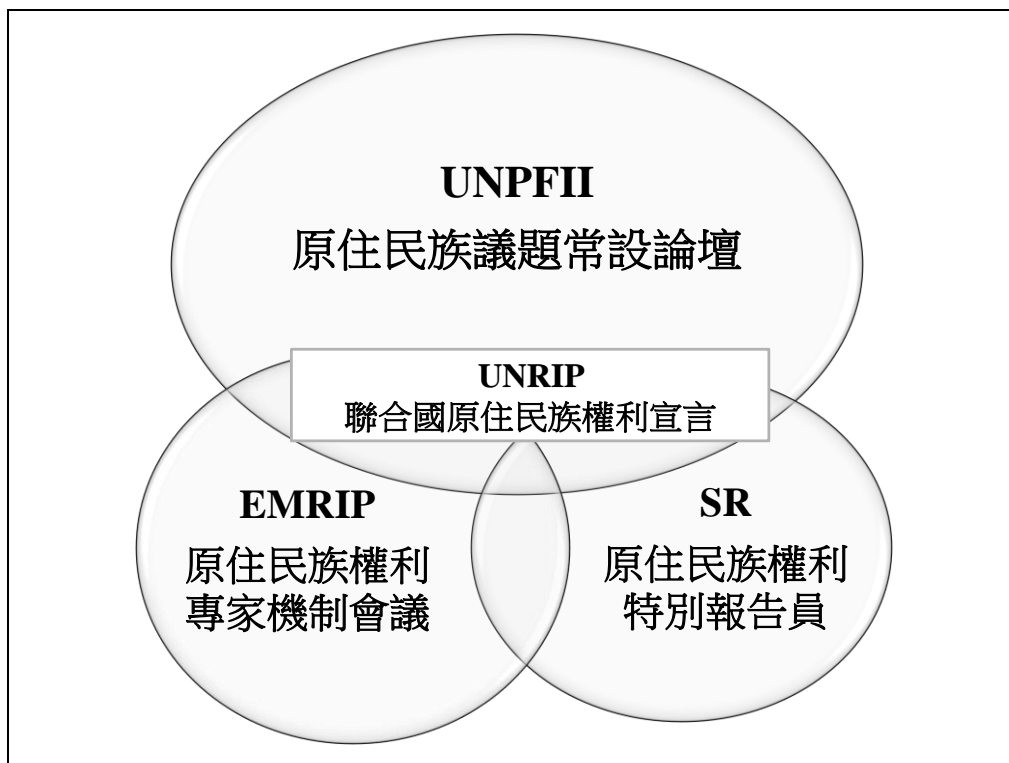 UNPFII
原住民族議題常設論壇
UNRIP
聯合國原住民族權利宣言
EMRIP
原住民族權利
專家機制會議
SR
原住民族權利
特別報告員